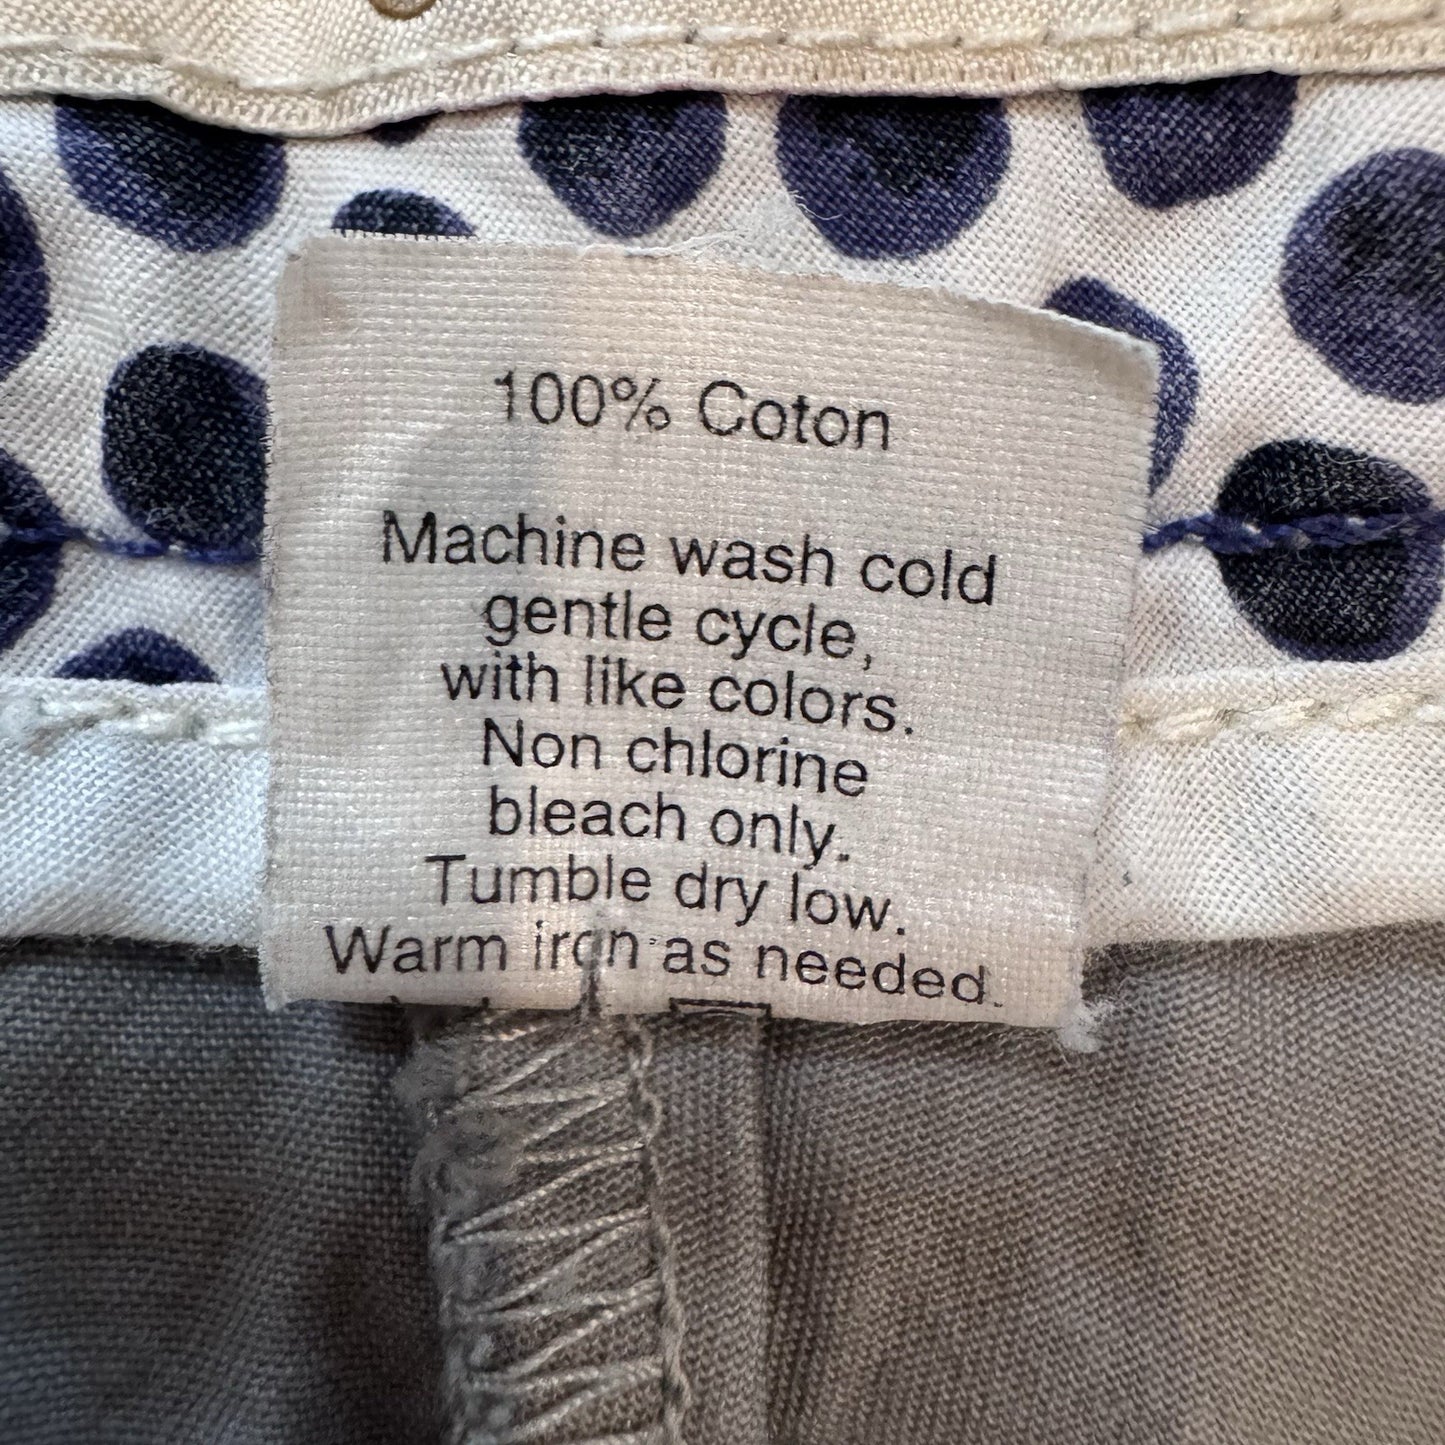 100% Coton
Machine wash cold
gentle cycle,
with like colors.
Non chlorine
bleach only.
Tumble dry low.
Warm iron as needed.